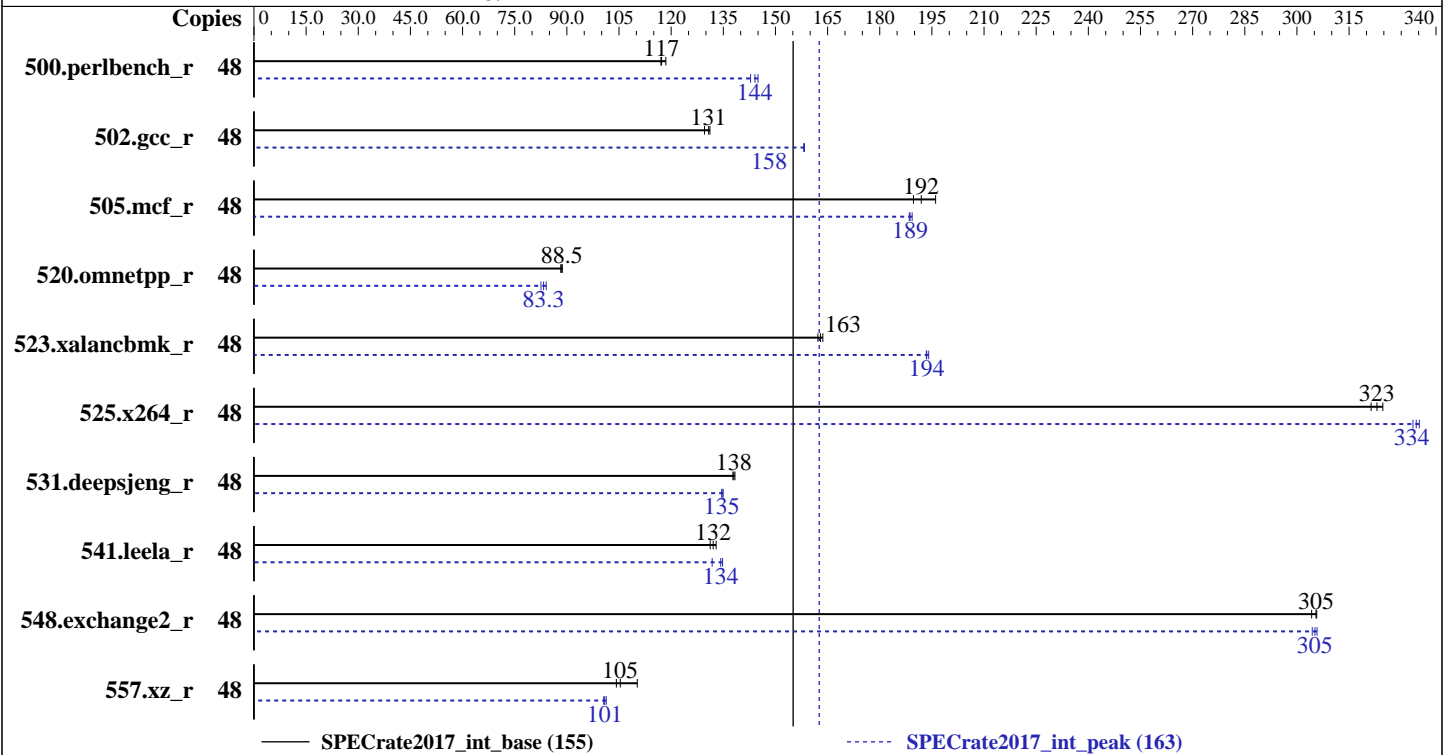 Copies 0 15.0 30.0 45.0 60.0 75.0 90.0 105 120 135 150 165 180 195 210 225 240 255 270 285 300 315 340
117
500.perlbench_r 48
144
131
502.gcc_r 48
158
192
505.mcf_r 48
189
88.5
520.omnetpp_r 48
83.3
163
523.xalancbmk_r 48
194
323
525.x264_r 48
334
138
531.deepsjeng_r 48
135
132
541.leela_r 48
134
305
548.exchange2_r 48
305
105
557.xz_r 48
101
SPECrate2017_int_base (155) SPECrate2017_int_peak (163)